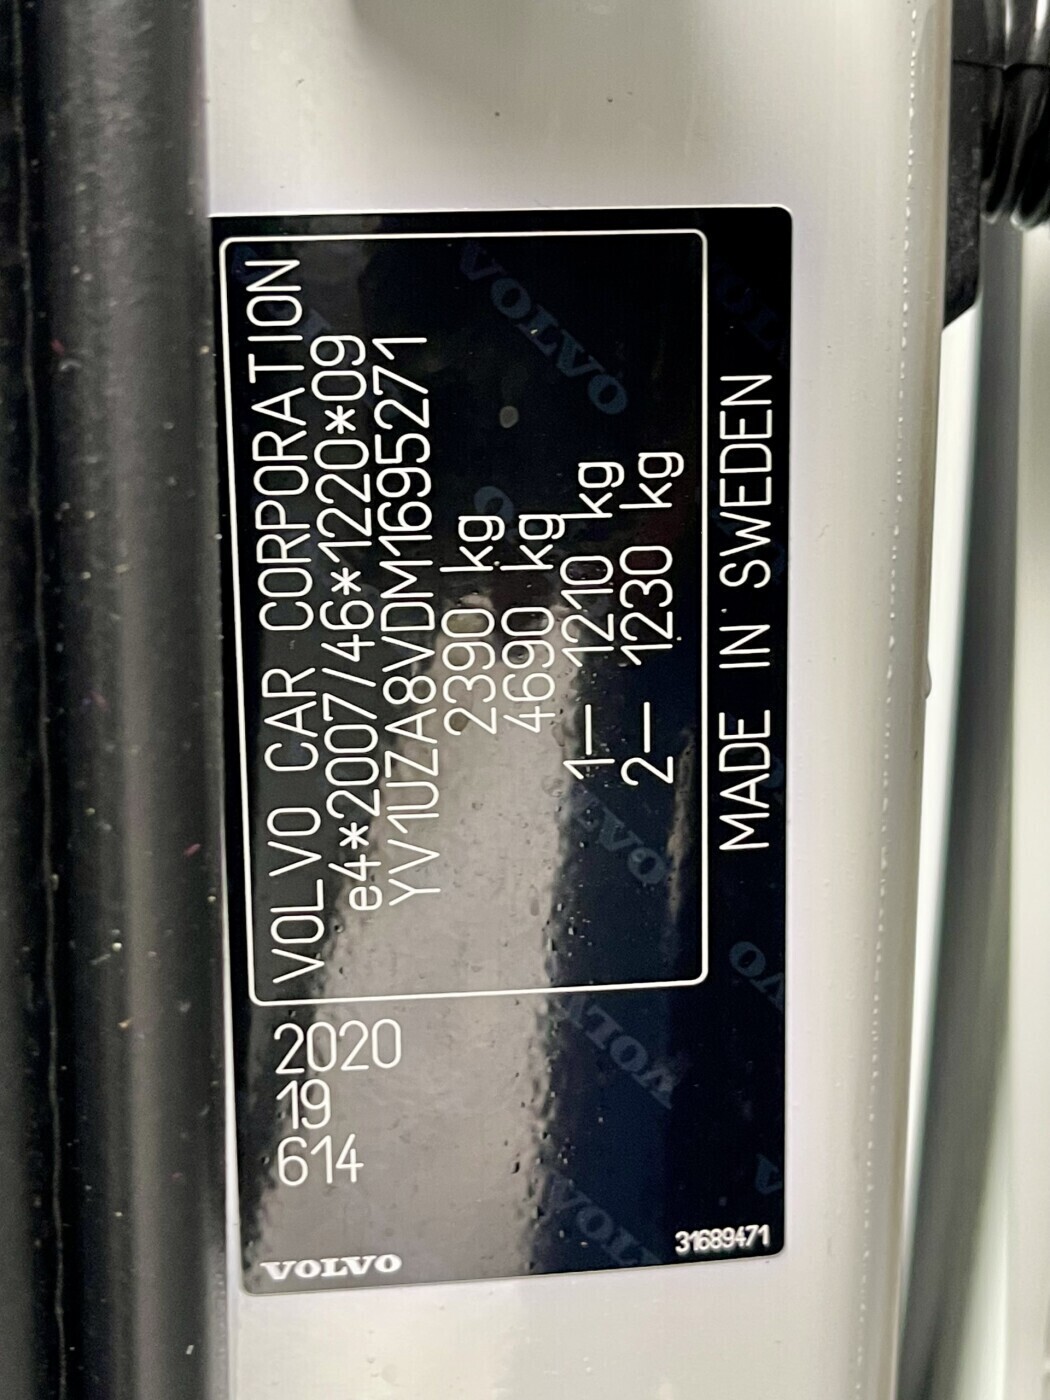 VOLVO CAR CORPORATION
e4*2007/46*1220*09
YV1UZA8VDM1695271
2390 kg
4690 kg
1— 1210 kg
2— 1230 kg
MADE IN SWEDEN
2020
19
614
VOLVO
31689471